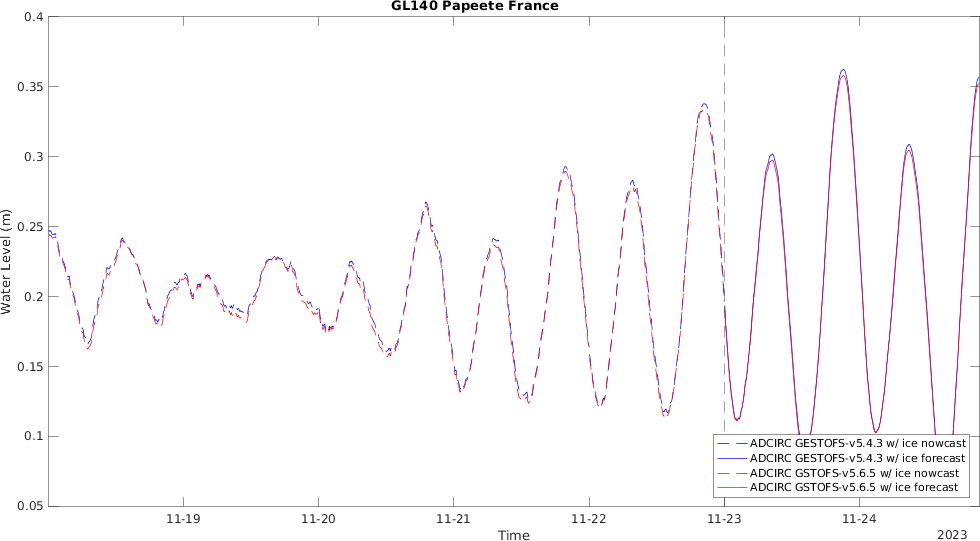 GL140 Papeete France
0.4
0.35
0.3
0.25
0.2
0.15
0.1
0.05
Water Level (m)
11-19
11-20
11-21
11-22
11-23
11-24
Time
2023
ADCIRC GESTOFS-v5.4.3 w/ ice nowcast
ADCIRC GESTOFS-v5.4.3 w/ ice forecast
ADCIRC GSTOFS-v5.6.5 w/ ice nowcast
ADCIRC GSTOFS-v5.6.5 w/ ice forecast